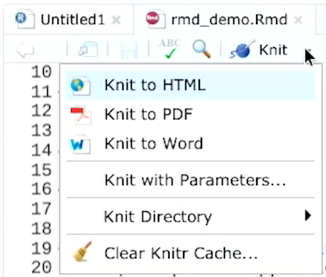 Untitled1 × rmd_demo.Rmd ×
ABC Knit
10
11 Knit to HTML
12 Knit to PDF
13
14 Knit to Word
15
16 Knit with Parameters...
17
18 Knit Directory
19 Clear Knitr Cache...
20